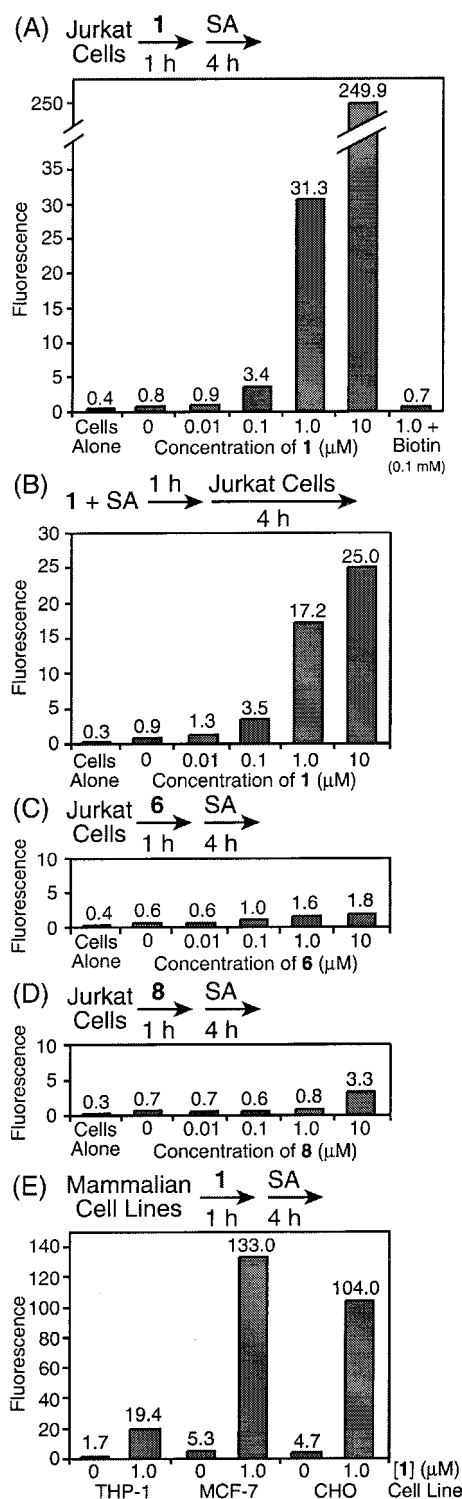 (A) Jurkat Cells 1 1 h SA 4 h
Fluorescence
250
35
30
25
20
15
10
5
0
0.4 0.8 0.9 3.4 31.3 249.9 0.7
Cells Alone 0 0.01 0.1 1.0 10 1.0 + Biotin (0.1 mM)
Concentration of 1 (μM)
(B) 1 + SA 1 h Jurkat Cells 4 h
Fluorescence
30
25
20
15
10
5
0
0.3 0.9 1.3 3.5 17.2 25.0
Cells Alone 0 0.01 0.1 1.0 10
Concentration of 1 (μM)
(C) Jurkat Cells 6 1 h SA 4 h
Fluorescence
10
5
0
0.4 0.6 0.6 1.0 1.6 1.8
Cells Alone 0 0.01 0.1 1.0 10
Concentration of 6 (μM)
(D) Jurkat Cells 8 1 h SA 4 h
Fluorescence
10
5
0
0.3 0.7 0.7 0.6 0.8 3.3
Cells Alone 0 0.01 0.1 1.0 10
Concentration of 8 (μM)
(E) Mammalian Cell Lines 1 1 h SA 4 h
Fluorescence
140
120
100
80
60
40
20
0
1.7 19.4 5.3 133.0 4.7 104.0
0 1.0 0 1.0 0 1.0 [1] (μM)
THP-1 MCF-7 CHO Cell Line